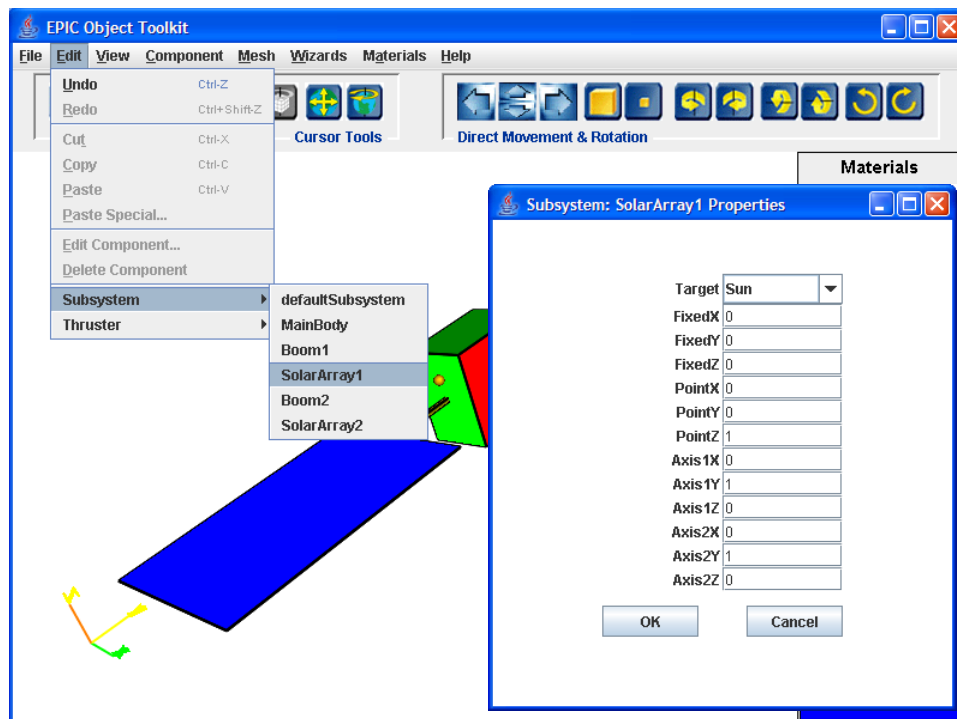 EPIC Object Toolkit
File Edit View Component Mesh Wizards Materials Help
Undo Ctrl-Z
Redo Ctrl+Shift-Z
Cut Ctrl-X
Copy Ctrl-C
Paste Ctrl-V
Paste Special...
Edit Component...
Delete Component
Subsystem
Thruster
defaultSubsystem
MainBody
Boom1
SolarArray1
Boom2
SolarArray2
Cursor Tools
Direct Movement & Rotation
Materials
Subsystem: SolarArray1 Properties
Target Sun
FixedX 0
FixedY 0
FixedZ 0
PointX 0
PointY 0
PointZ 1
Axis1X 0
Axis1Y 1
Axis1Z 0
Axis2X 0
Axis2Y 1
Axis2Z 0
OK Cancel